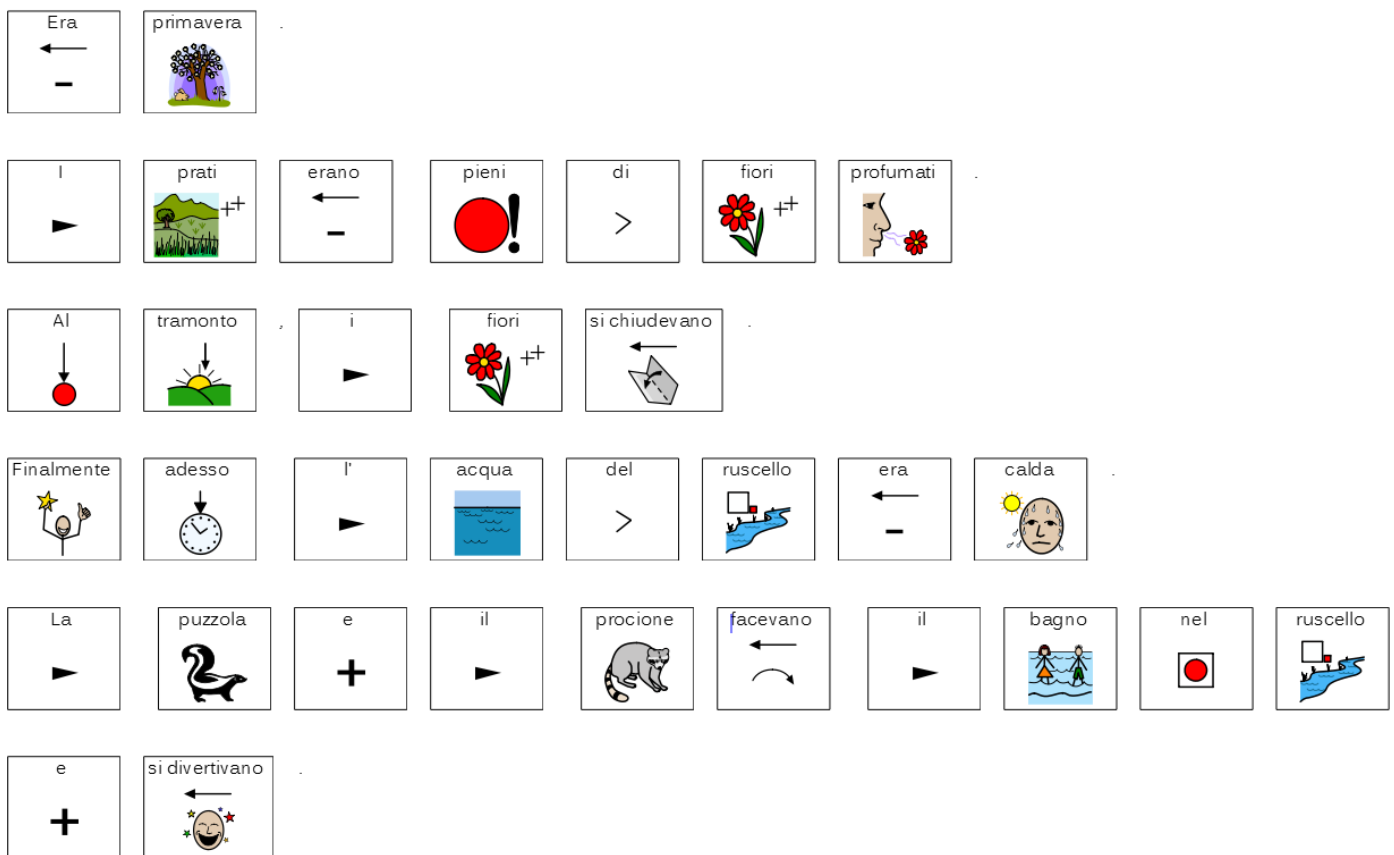 Era primavera .
I prati erano pieni di fiori profumati .
Al tramonto , i fiori si chiudevano .
Finalmente adesso l' acqua del ruscello era calda .
La puzzola e il procione facevano il bagno nel ruscello
e si divertivano .